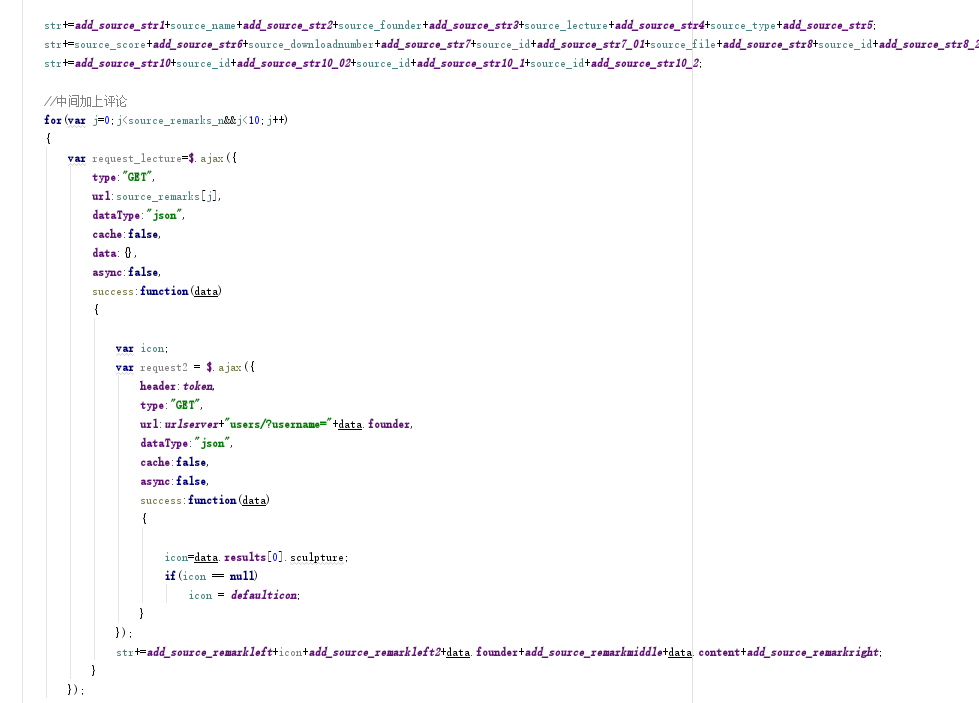 str+=add_source_str1+source_name+add_source_str2+source_founder+add_source_str3+source_lecture+add_source_str4+source_type+add_source_str5;
str+=source_score+add_source_str6+source_downloadnumber+add_source_str7+source_id+add_source_str7_01+source_file+add_source_str8+source_id+add_source_str8_2
str+=add_source_str10+source_id+add_source_str10_02+source_id+add_source_str10_1+source_id+add_source_str10_2;
//中间加上评论
for(var j=0;j<source_remarks_n&&j<10;j++)
{
var request_lecture=$.ajax({
type:"GET",
url:source_remarks[j],
dataType:"json",
cache:false,
data:{},
async:false,
success:function(data)
{
var icon;
var request2 = $.ajax({
header:token,
type:"GET",
url:urlserver+"users/?username="+data.founder,
dataType:"json",
cache:false,
async:false,
success:function(data)
{
icon=data.results[0].sculpture;
if(icon == null)
icon = defaulticon;
}
});
str+=add_source_remarkleft+icon+add_source_remarkleft2+data.founder+add_source_remarkmiddle+data.content+add_source_remarkright;
}
});